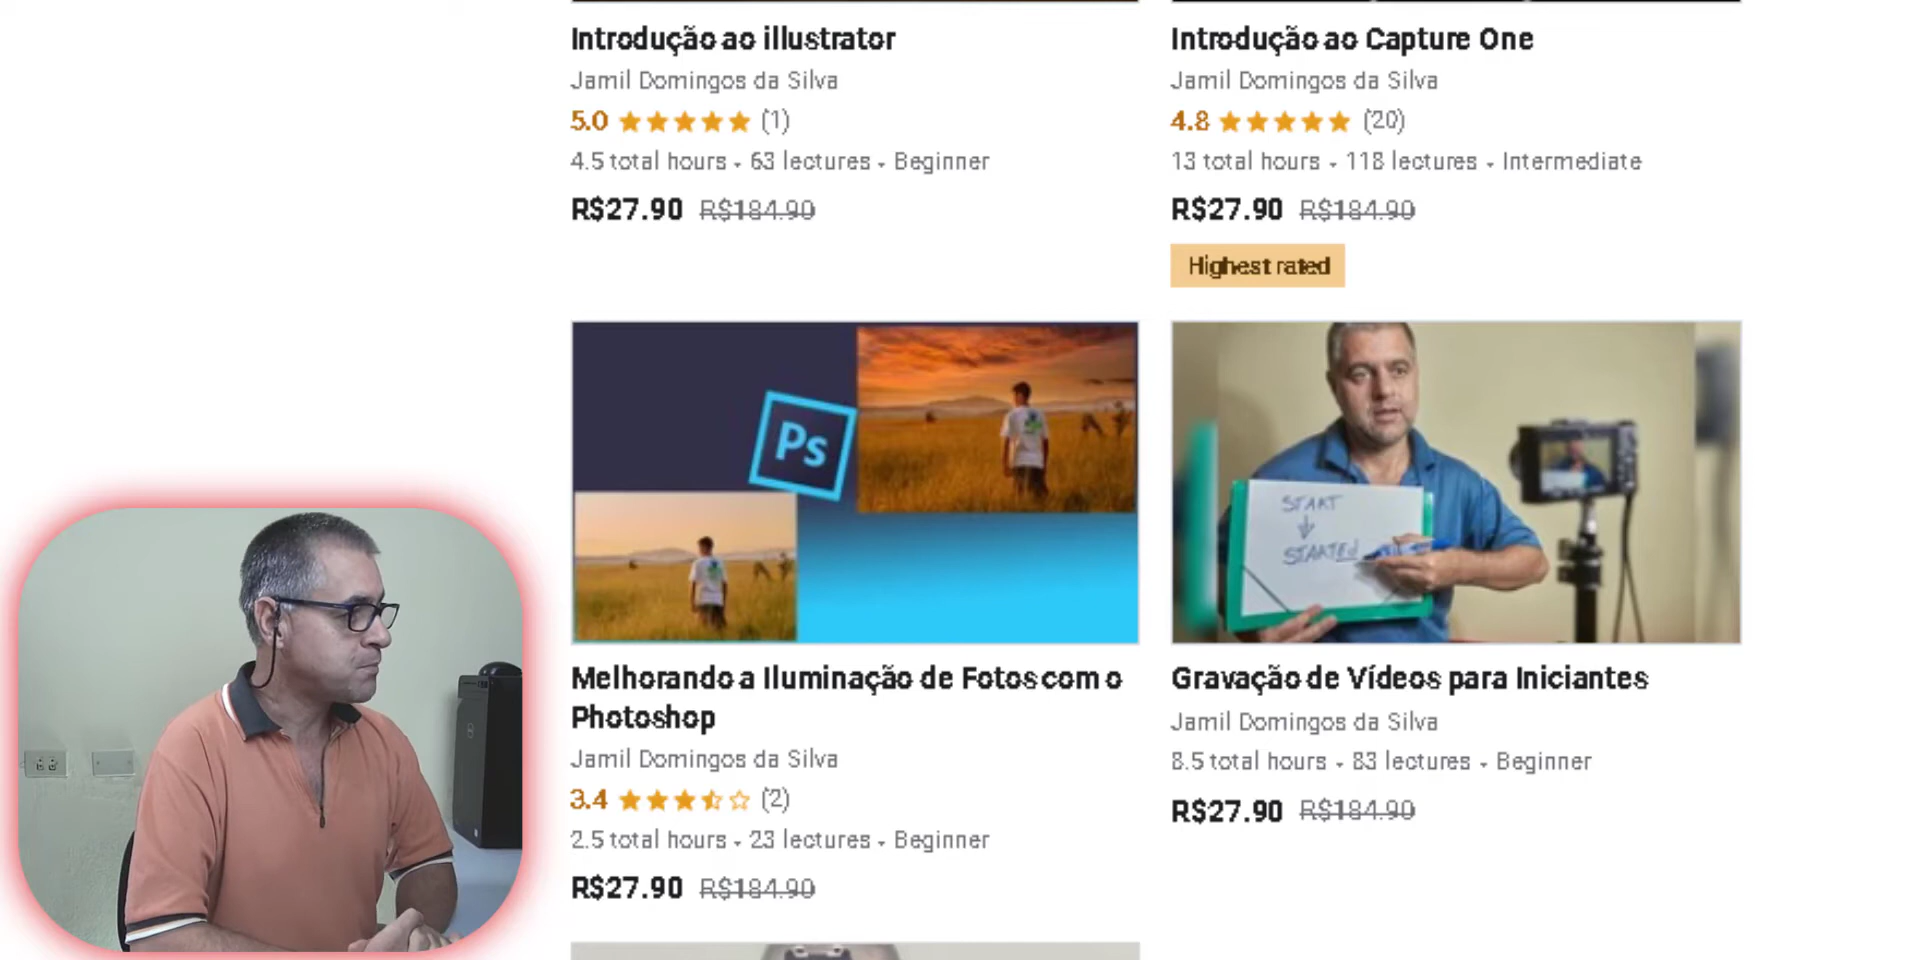 Introdução ao illustrator
Jamil Domingos da Silva
5.0 (1)
4.5 total hours • 63 lectures • Beginner
R$27.90 R$184.90
Introdução ao Capture One
Jamil Domingos da Silva
4.8 (20)
13 total hours • 118 lectures • Intermediate
R$27.90 R$184.90
Highest rated
Ps
Melhorando a Iluminação de Fotos com o
Photoshop
Jamil Domingos da Silva
3.4 (2)
2.5 total hours • 23 lectures • Beginner
R$27.90 R$184.90
START
STARTEd
Gravação de Vídeos para Iniciantes
Jamil Domingos da Silva
8.5 total hours • 83 lectures • Beginner
R$27.90 R$184.90